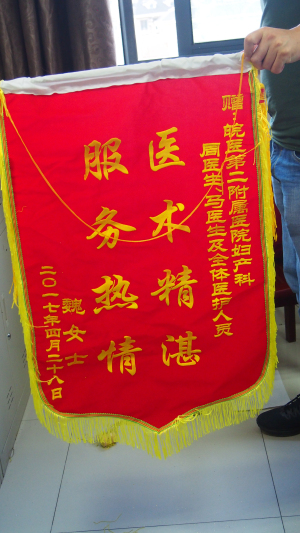 赠：皖医第二附属医院妇产科
周医生、马医生及全体医护人员
医术精湛
服务热情
魏女士
二〇一七年四月二十八日